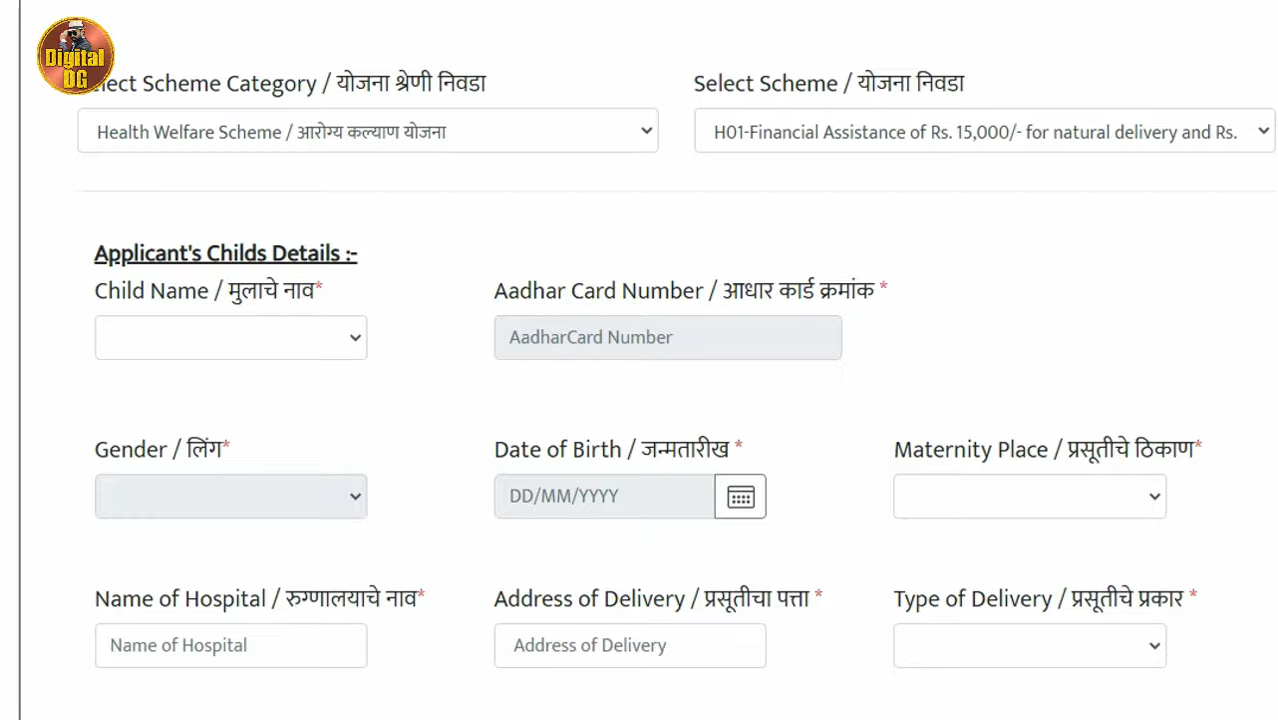 Digital
DG
lect Scheme Category / योजना श्रेणी निवडा
Select Scheme / योजना निवडा
Health Welfare Scheme / आरोग्य कल्याण योजना
H01-Financial Assistance of Rs. 15,000/- for natural delivery and Rs.
Applicant's Childs Details :-
Child Name / मुलाचे नाव*
Aadhar Card Number / आधार कार्ड क्रमांक *
AadharCard Number
Gender / लिंग*
Date of Birth / जन्मतारीख *
Maternity Place / प्रसूतीचे ठिकाण*
DD/MM/YYYY
Name of Hospital / रुग्णालयाचे नाव*
Address of Delivery / प्रसूतीचा पत्ता *
Type of Delivery / प्रसूतीचे प्रकार *
Name of Hospital
Address of Delivery